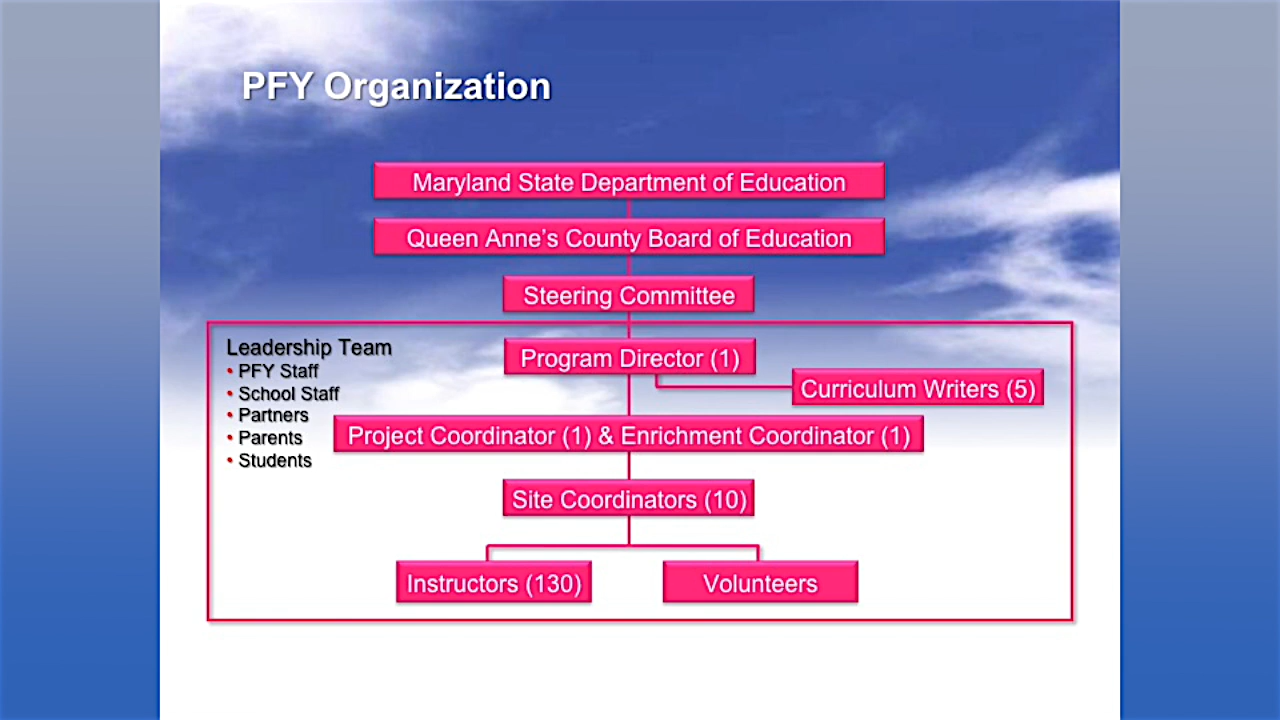 PFY Organization
Maryland State Department of Education
Queen Anne’s County Board of Education
Steering Committee
Leadership Team
• PFY Staff
• School Staff
• Partners
• Parents
• Students
Program Director (1)
Curriculum Writers (5)
Project Coordinator (1) & Enrichment Coordinator (1)
Site Coordinators (10)
Instructors (130)
Volunteers